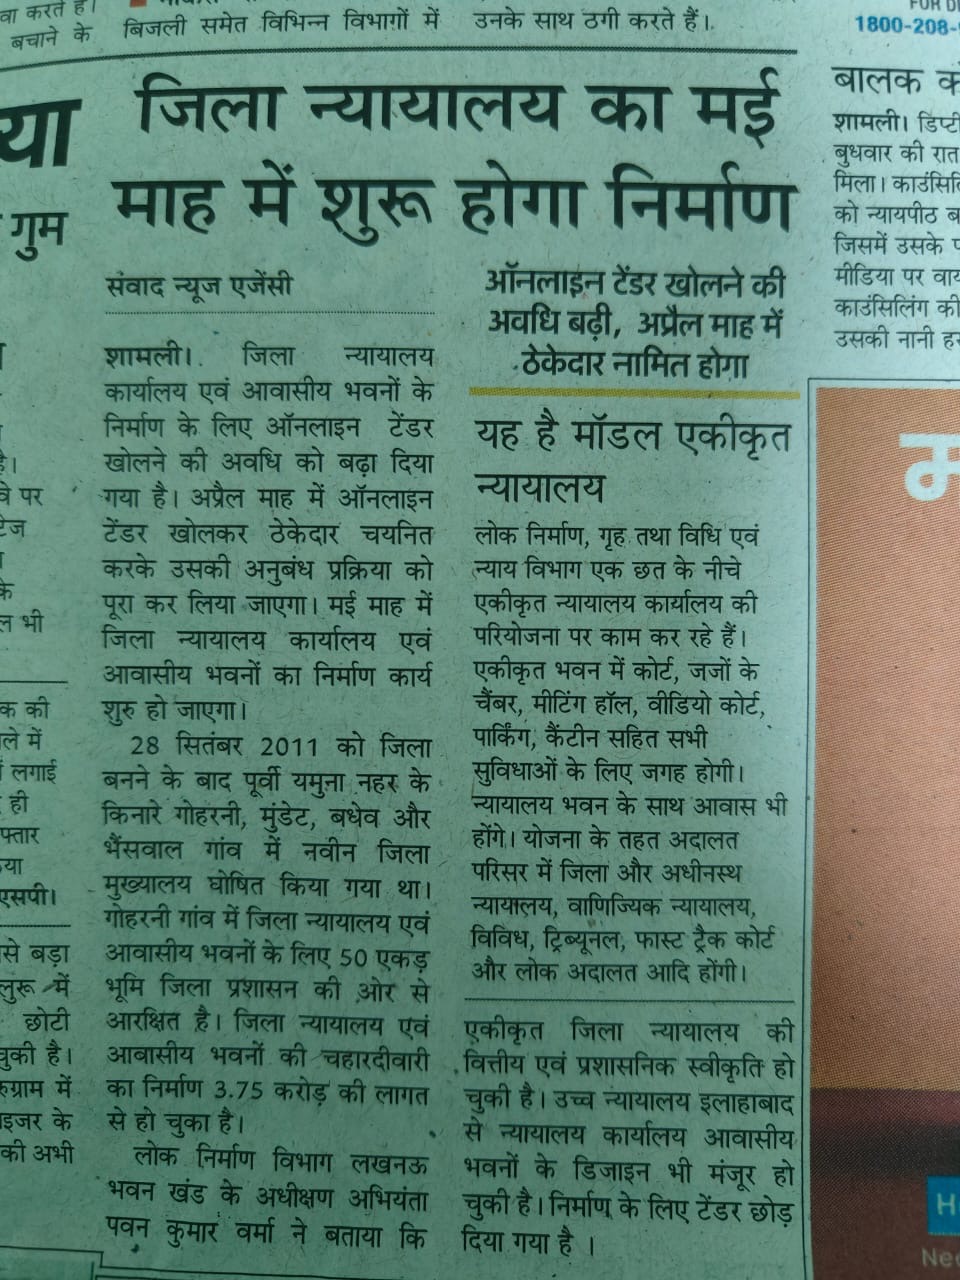 वा करते है।
बचाने के
बिजली समेत विभिन्न विभागों में
उनके साथ ठगी करते हैं।
1800-208-
या
गुम
पर
भी
की
में
लगाई
ही
एसपी।
से बड़ा
में
छोटी
चुकी है।
में
के
की अभी
जिला न्यायालय का मई
माह में शुरू होगा निर्माण
संवाद न्यूज एजेंसी
शामली। जिला न्यायालय
कार्यालय एवं आवासीय भवनों के
निर्माण के लिए ऑनलाइन टेंडर
खोलने की अवधि को बढ़ा दिया
गया है। अप्रैल माह में ऑनलाइन
टेंडर खोलकर ठेकेदार चयनित
करके उसकी अनुबंध प्रक्रिया को
पूरा कर लिया जाएगा। मई माह में
जिला न्यायालय कार्यालय एवं
आवासीय भवनों का निर्माण कार्य
शुरु हो जाएगा।
28 सितंबर 2011 को जिला
बनने के बाद पूर्वी यमुना नहर के
किनारे गोहरनी, मुंडेट, बधेव और
भैंसवाल गांव में नवीन जिला
मुख्यालय घोषित किया गया था।
गोहरनी गांव में जिला न्यायालय एवं
आवासीय भवनों के लिए 50 एकड़
भूमि जिला प्रशासन की ओर से
आरक्षित है। जिला न्यायालय एवं
आवासीय भवनों की चहारदीवारी
का निर्माण 3.75 करोड़ की लागत
से हो चुका है।
लोक निर्माण विभाग लखनऊ
भवन खंड के अधीक्षण अभियंता
पवन कुमार वर्मा ने बताया कि
ऑनलाइन टेंडर खोलने की
अवधि बढ़ी, अप्रैल माह में
ठेकेदार नामित होगा
यह है मॉडल एकीकृत
न्यायालय
लोक निर्माण, गृह तथा विधि एवं
न्याय विभाग एक छत के नीचे
एकीकृत न्यायालय कार्यालय की
परियोजना पर काम कर रहे हैं।
एकीकृत भवन में कोर्ट, जजों के
चैंबर, मीटिंग हॉल, वीडियो कोर्ट,
पार्किंग, कैंटीन सहित सभी
सुविधाओं के लिए जगह होगी।
न्यायालय भवन के साथ आवास भी
होंगे। योजना के तहत अदालत
परिसर में जिला और अधीनस्थ
न्यायालय, वाणिज्यिक न्यायालय,
विविध, ट्रिब्यूनल, फास्ट ट्रैक कोर्ट
और लोक अदालत आदि होंगी।
एकीकृत जिला न्यायालय की
वित्तीय एवं प्रशासनिक स्वीकृति हो
चुकी है। उच्च न्यायालय इलाहाबाद
से न्यायालय कार्यालय आवासीय
भवनों के डिजाइन भी मंजूर हो
चुकी है। निर्माण के लिए टेंडर छोड़
दिया गया है ।
बालक
शामली।
बुधवार की रात
मिला।
को न्यायपीठ
जिसमें उसके
मीडिया पर
काउंसिलिंग की
उसकी नानी